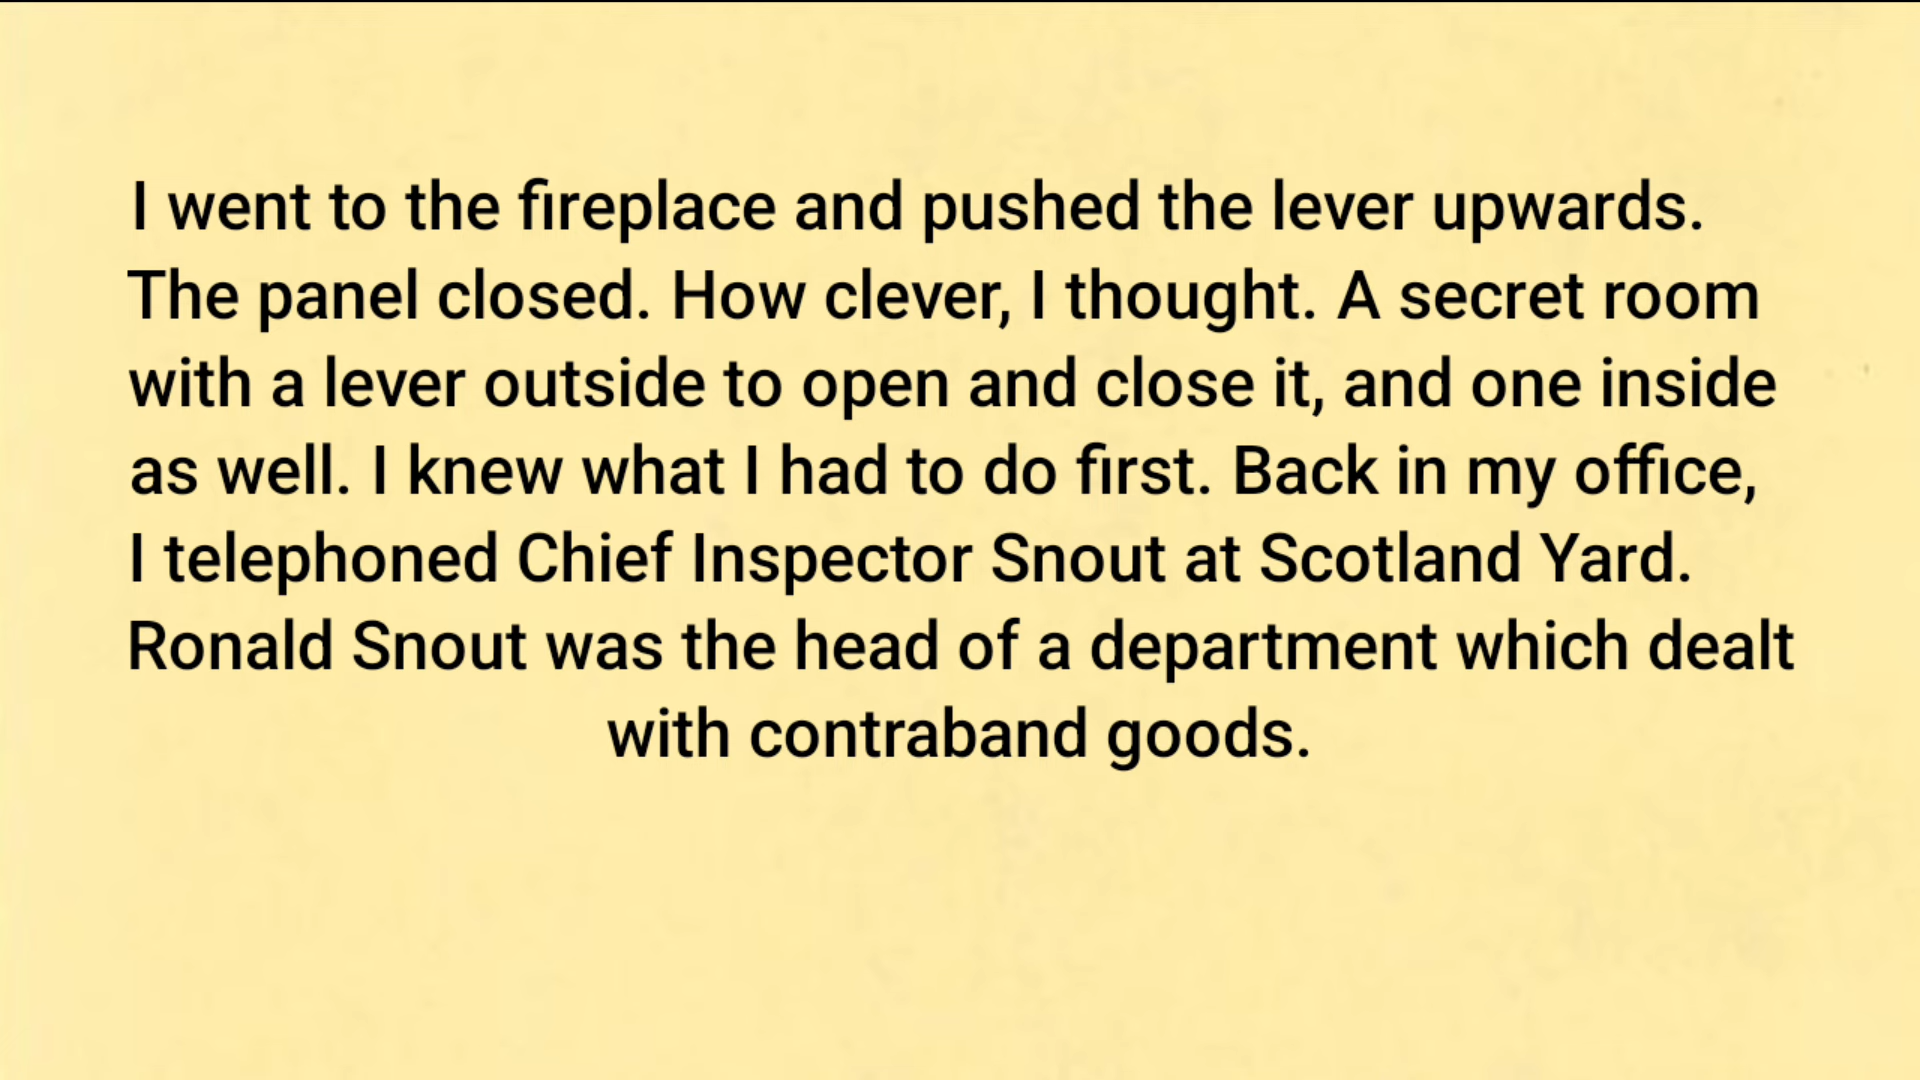 I went to the fireplace and pushed the lever upwards.
The panel closed. How clever, I thought. A secret room
with a lever outside to open and close it, and one inside
as well. I knew what I had to do first. Back in my office,
I telephoned Chief Inspector Snout at Scotland Yard.
Ronald Snout was the head of a department which dealt
with contraband goods.